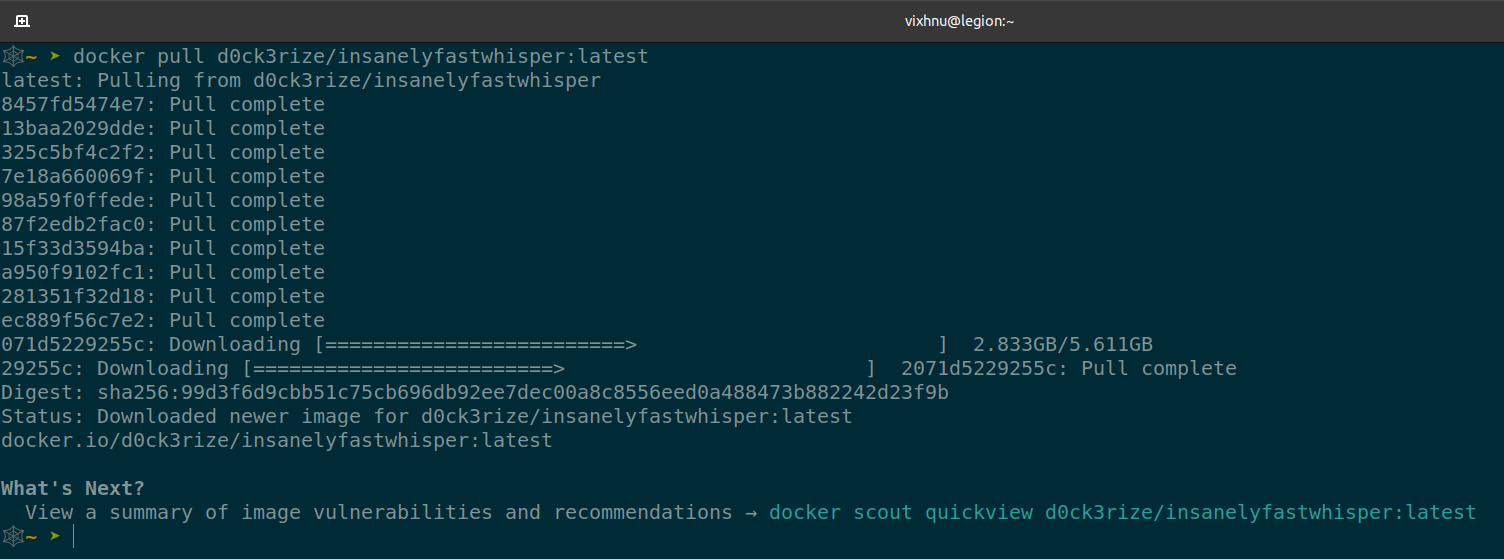 vixhnu@legion:~
~ ➤ docker pull d0ck3rize/insanelyfastwhisper:latest
latest: Pulling from d0ck3rize/insanelyfastwhisper
8457fd5474e7: Pull complete
13baa2029dde: Pull complete
325c5bf4c2f2: Pull complete
7e18a660069f: Pull complete
98a59f0ffede: Pull complete
87f2edb2fac0: Pull complete
15f33d3594ba: Pull complete
a950f9102fc1: Pull complete
281351f32d18: Pull complete
ec889f56c7e2: Pull complete
071d5229255c: Downloading [=========================>                         ]  2.833GB/5.611GB
29255c: Downloading [=========================>                         ]  2071d5229255c: Pull complete
Digest: sha256:99d3f6d9cbb51c75cb696db92ee7dec00a8c8556eed0a488473b882242d23f9b
Status: Downloaded newer image for d0ck3rize/insanelyfastwhisper:latest
docker.io/d0ck3rize/insanelyfastwhisper:latest
What's Next?
View a summary of image vulnerabilities and recommendations → docker scout quickview d0ck3rize/insanelyfastwhisper:latest
~ ➤